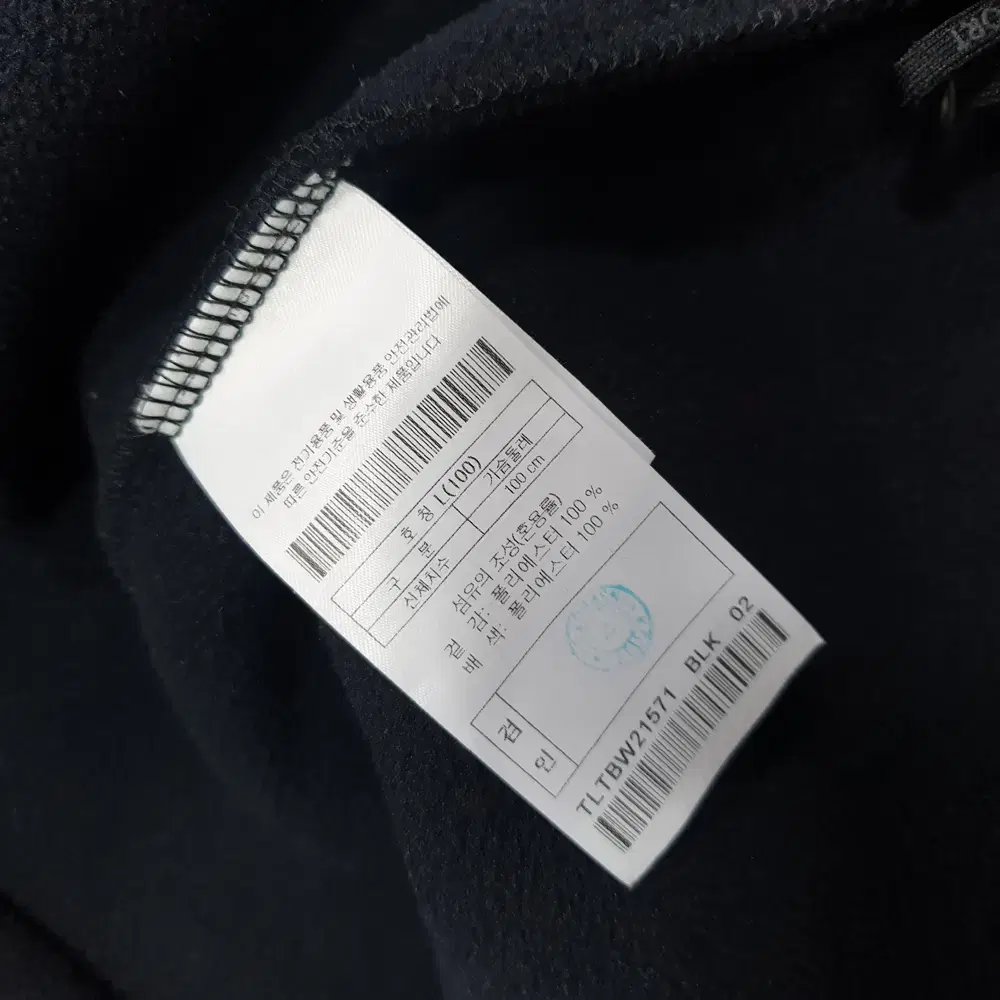 이 제품은 전기용품 및 생활용품 안전관리법에
따른 안전기준을 준수한 제품입니다
호 칭 L(100)
구 분 가슴둘레
신체치수 100 cm
섬유의 조성(혼용률)
겉 감: 폴리에스터 100 %
배 색: 폴리에스터 100 %
검
인
TLTBW21571 BLK 02